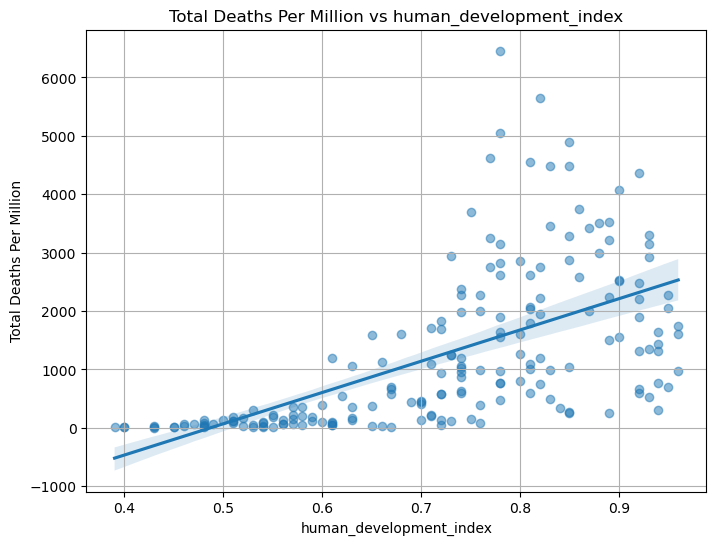 Total Deaths Per Million vs human_development_index
Total Deaths Per Million
6000
5000
4000
3000
2000
1000
0
−1000
0.4 0.5 0.6 0.7 0.8 0.9
human_development_index